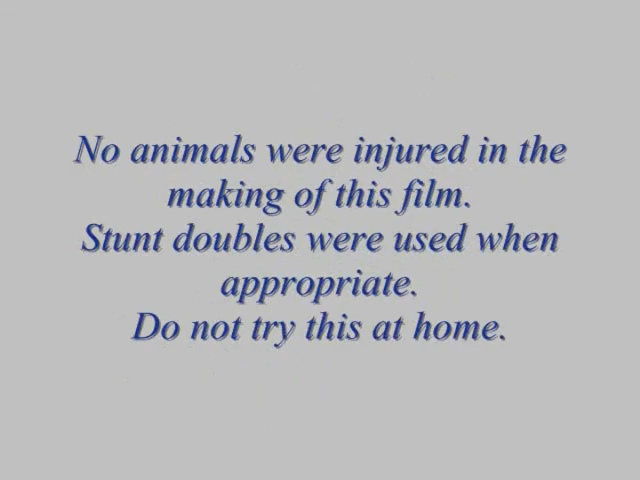 No animals were injured in the
making of this film.
Stunt doubles were used when
appropriate.
Do not try this at home.